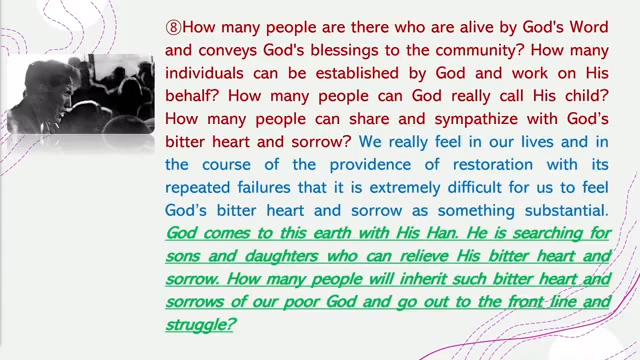 ⑧How many people are there who are alive by God's Word
and conveys God's blessings to the community? How many
individuals can be established by God and work on His
behalf? How many people can God really call His child?
How many people can share and sympathize with God's
bitter heart and sorrow? We really feel in our lives and in
the course of the providence of restoration with its
repeated failures that it is extremely difficult for us to feel
God's bitter heart and sorrow as something substantial.
God comes to this earth with His Han. He is searching for
sons and daughters who can relieve His bitter heart and
sorrow. How many people will inherit such bitter heart and
sorrows of our poor God and go out to the front line and
struggle?